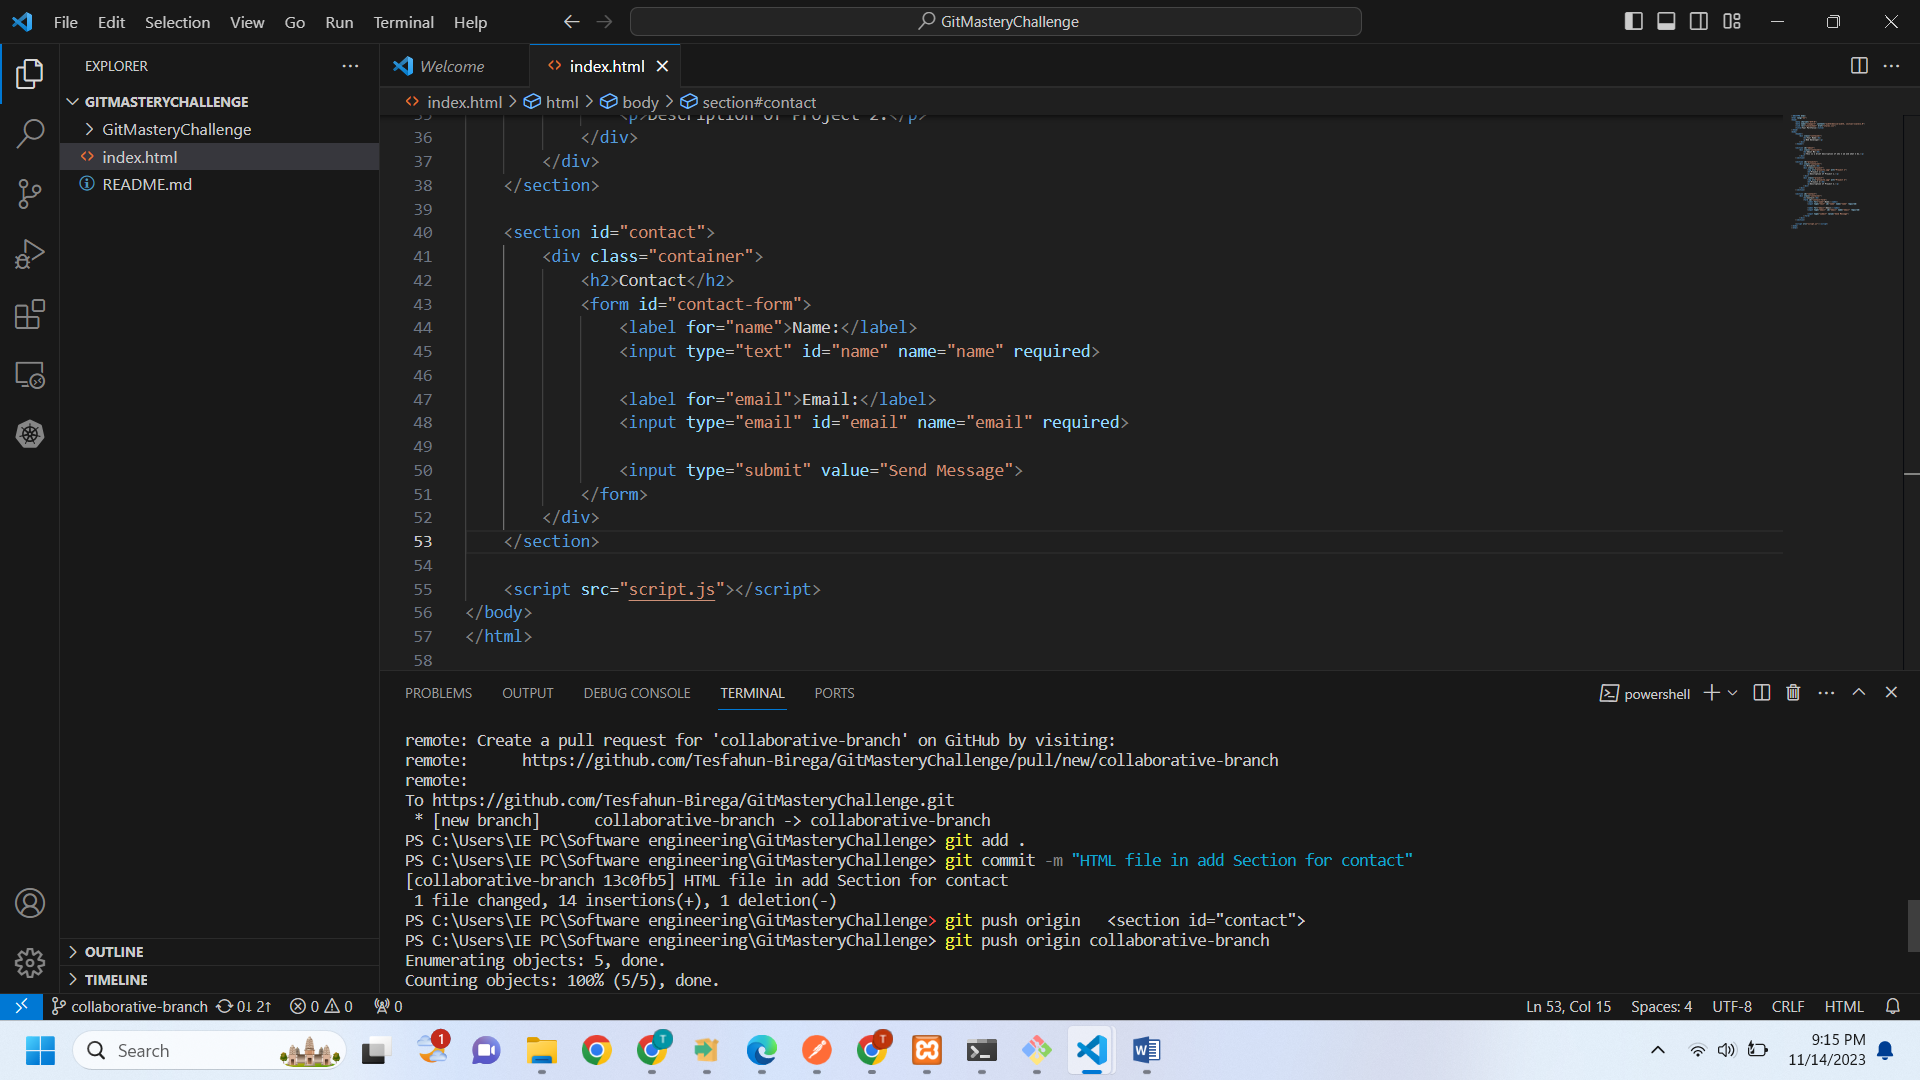 File Edit Selection View Go Run Terminal Help
GitMasteryChallenge
EXPLORER
GITMASTERYCHALLENGE
GitMasteryChallenge
index.html
README.md
OUTLINE
TIMELINE
Welcome
index.html
index.html > html > body > section#contact
35 <p>Description of Project 2.</p>
36 </div>
37 </div>
38 </section>
39
40 <section id="contact">
41 <div class="container">
42 <h2>Contact</h2>
43 <form id="contact-form">
44 <label for="name">Name:</label>
45 <input type="text" id="name" name="name" required>
46
47 <label for="email">Email:</label>
48 <input type="email" id="email" name="email" required>
49
50 <input type="submit" value="Send Message">
51 </form>
52 </div>
53 </section>
54
55 <script src="script.js"></script>
56 </body>
57 </html>
58
PROBLEMS OUTPUT DEBUG CONSOLE TERMINAL PORTS
powershell
remote: Create a pull request for 'collaborative-branch' on GitHub by visiting:
remote:      https://github.com/Tesfahun-Birega/GitMasteryChallenge/pull/new/collaborative-branch
remote:
To https://github.com/Tesfahun-Birega/GitMasteryChallenge.git
 * [new branch]      collaborative-branch -> collaborative-branch
PS C:\Users\IE PC\Software engineering\GitMasteryChallenge> git add .
PS C:\Users\IE PC\Software engineering\GitMasteryChallenge> git commit -m "HTML file in add Section for contact"
[collaborative-branch 13c0fb5] HTML file in add Section for contact
 1 file changed, 14 insertions(+), 1 deletion(-)
PS C:\Users\IE PC\Software engineering\GitMasteryChallenge> git push origin   <section id="contact">
PS C:\Users\IE PC\Software engineering\GitMasteryChallenge> git push origin collaborative-branch
Enumerating objects: 5, done.
Counting objects: 100% (5/5), done.
collaborative-branch 0↓ 2↑ 0 0 0
Ln 53, Col 15 Spaces: 4 UTF-8 CRLF HTML
Search
1
T
T
9:15 PM
11/14/2023